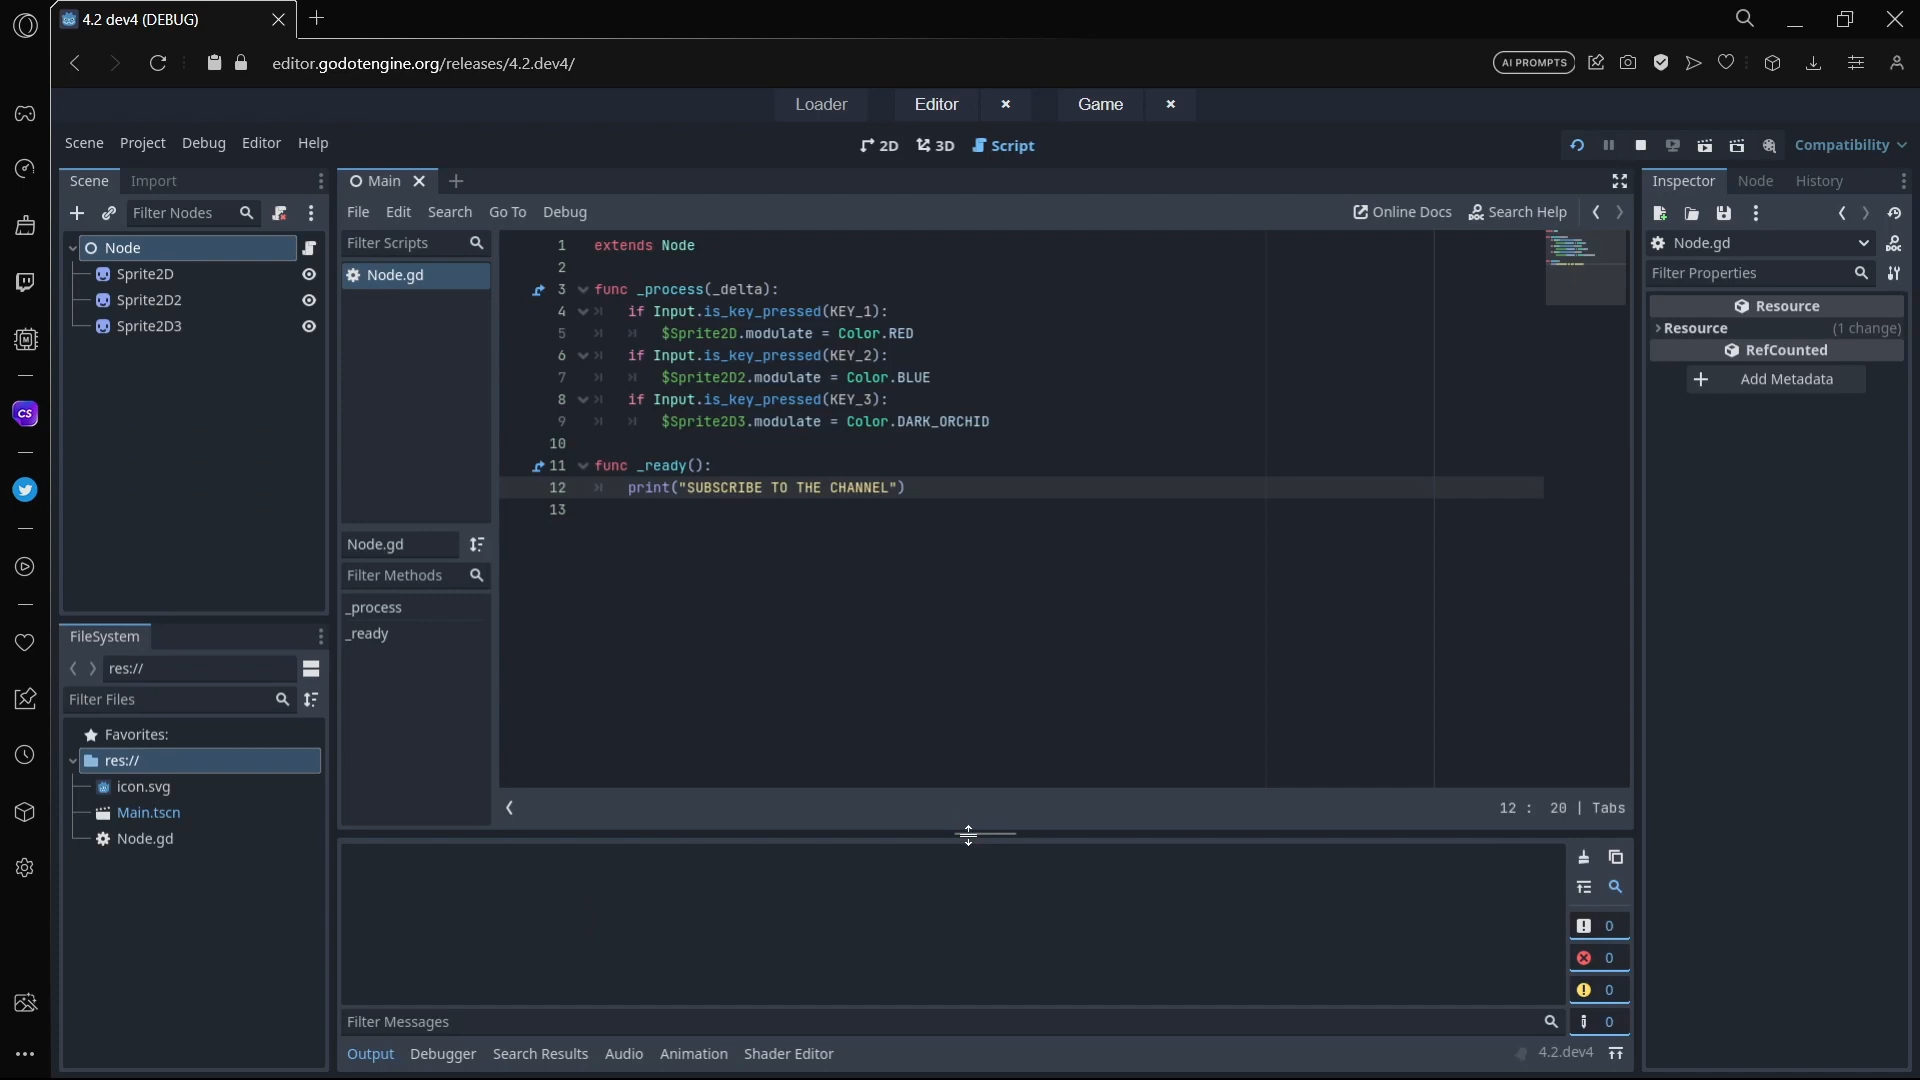 4.2 dev4 (DEBUG)
editor.godotengine.org/releases/4.2.dev4/
AI PROMPTS
Loader
Editor
Game
Scene Project Debug Editor Help
2D 3D Script
Compatibility
Scene Import
Main
Inspector Node History
Filter Nodes
File Edit Search Go To Debug
Online Docs Search Help
Node
Sprite2D
Sprite2D2
Sprite2D3
Filter Scripts
Node.gd
1 extends Node
2
3 func _process(_delta):
4 if Input.is_key_pressed(KEY_1):
5 $Sprite2D.modulate = Color.RED
6 if Input.is_key_pressed(KEY_2):
7 $Sprite2D2.modulate = Color.BLUE
8 if Input.is_key_pressed(KEY_3):
9 $Sprite2D3.modulate = Color.DARK_ORCHID
10
11 func _ready():
12 print("SUBSCRIBE TO THE CHANNEL")
13
Node.gd
Filter Properties
Resource
Resource (1 change)
RefCounted
Add Metadata
Node.gd
Filter Methods
_process
_ready
FileSystem
res://
Filter Files
Favorites:
res://
icon.svg
Main.tscn
Node.gd
12 : 20 | Tabs
0
0
0
0
Filter Messages
Output Debugger Search Results Audio Animation Shader Editor
4.2.dev4
CS
M